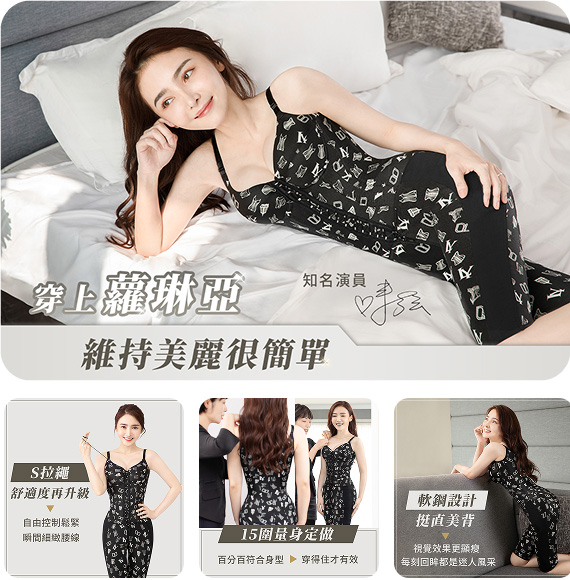 穿上蘿琳亞
知名演員
維持美麗很簡單
S拉繩
舒適度再升級
自由控制鬆緊
瞬間細緻腰線
15圍量身定做
百分百符合身型 ▶ 穿得住才有效
軟鋼設計
挺直美背
視覺效果更顯瘦
每刻回眸都是迷人風采